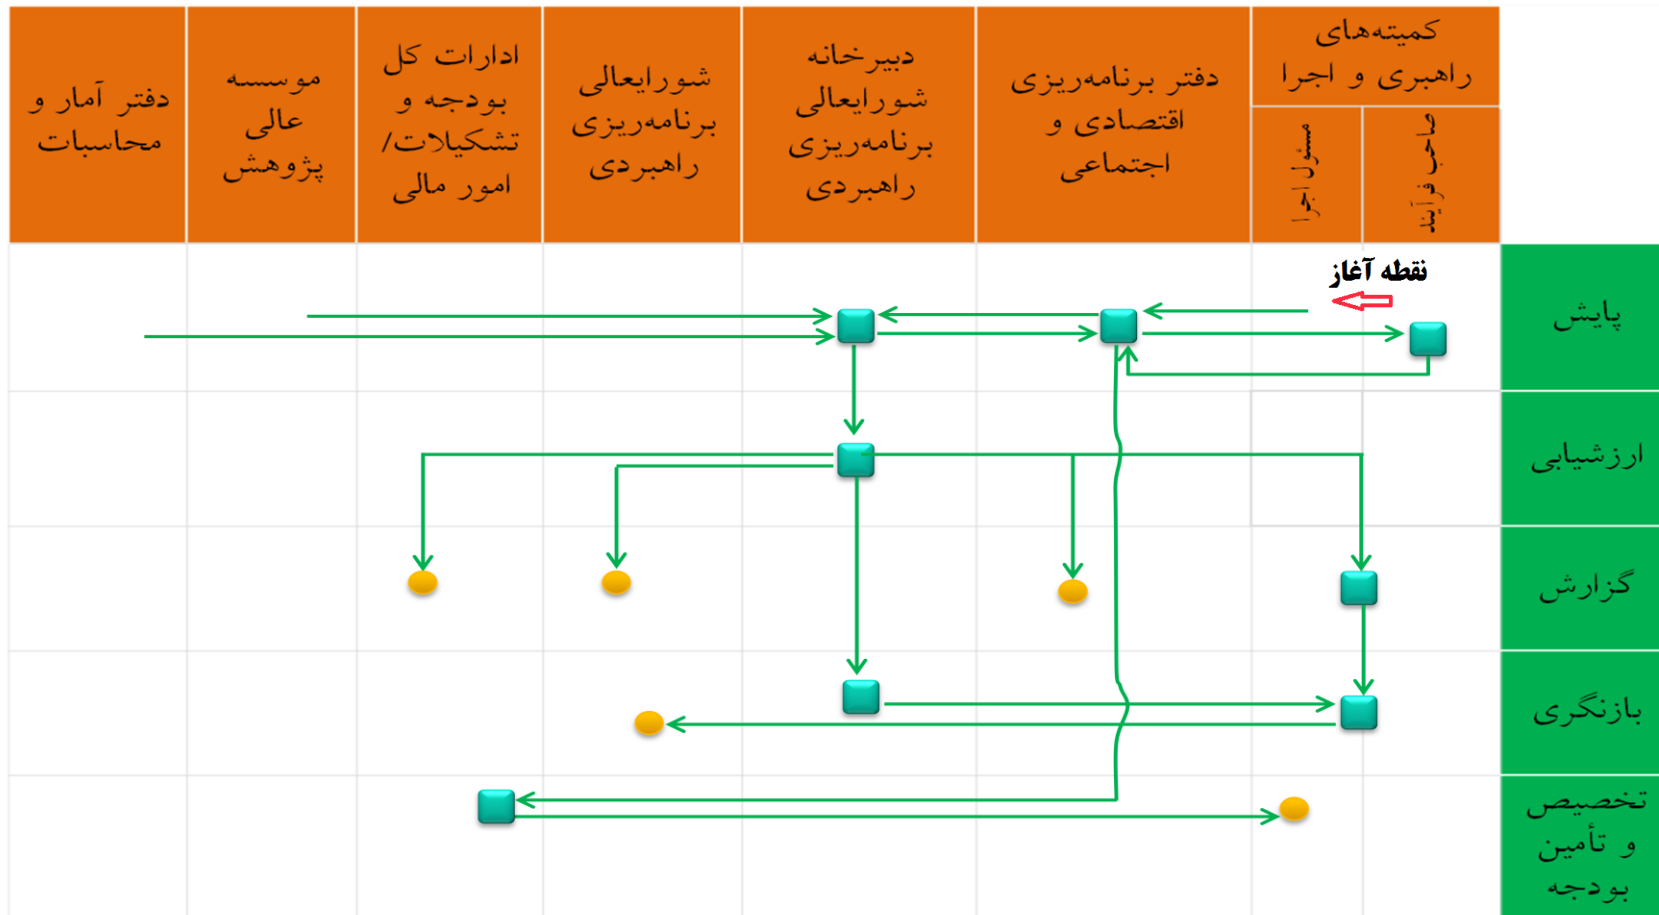 کمیته‌های
راهبری و اجرا
صاحب فرآیند
مسئول اجرا
دفتر برنامه‌ریزی
اقتصادی و
اجتماعی
دبیرخانه
شورایعالی
برنامه‌ریزی
راهبردی
شورایعالی
برنامه‌ریزی
راهبردی
ادارات کل
بودجه و
تشکیلات/
امور مالی
موسسه
عالی
پژوهش
دفتر آمار و
محاسبات
نقطه آغاز
پایش
ارزشیابی
گزارش
بازنگری
تخصیص
و تأمین
بودجه